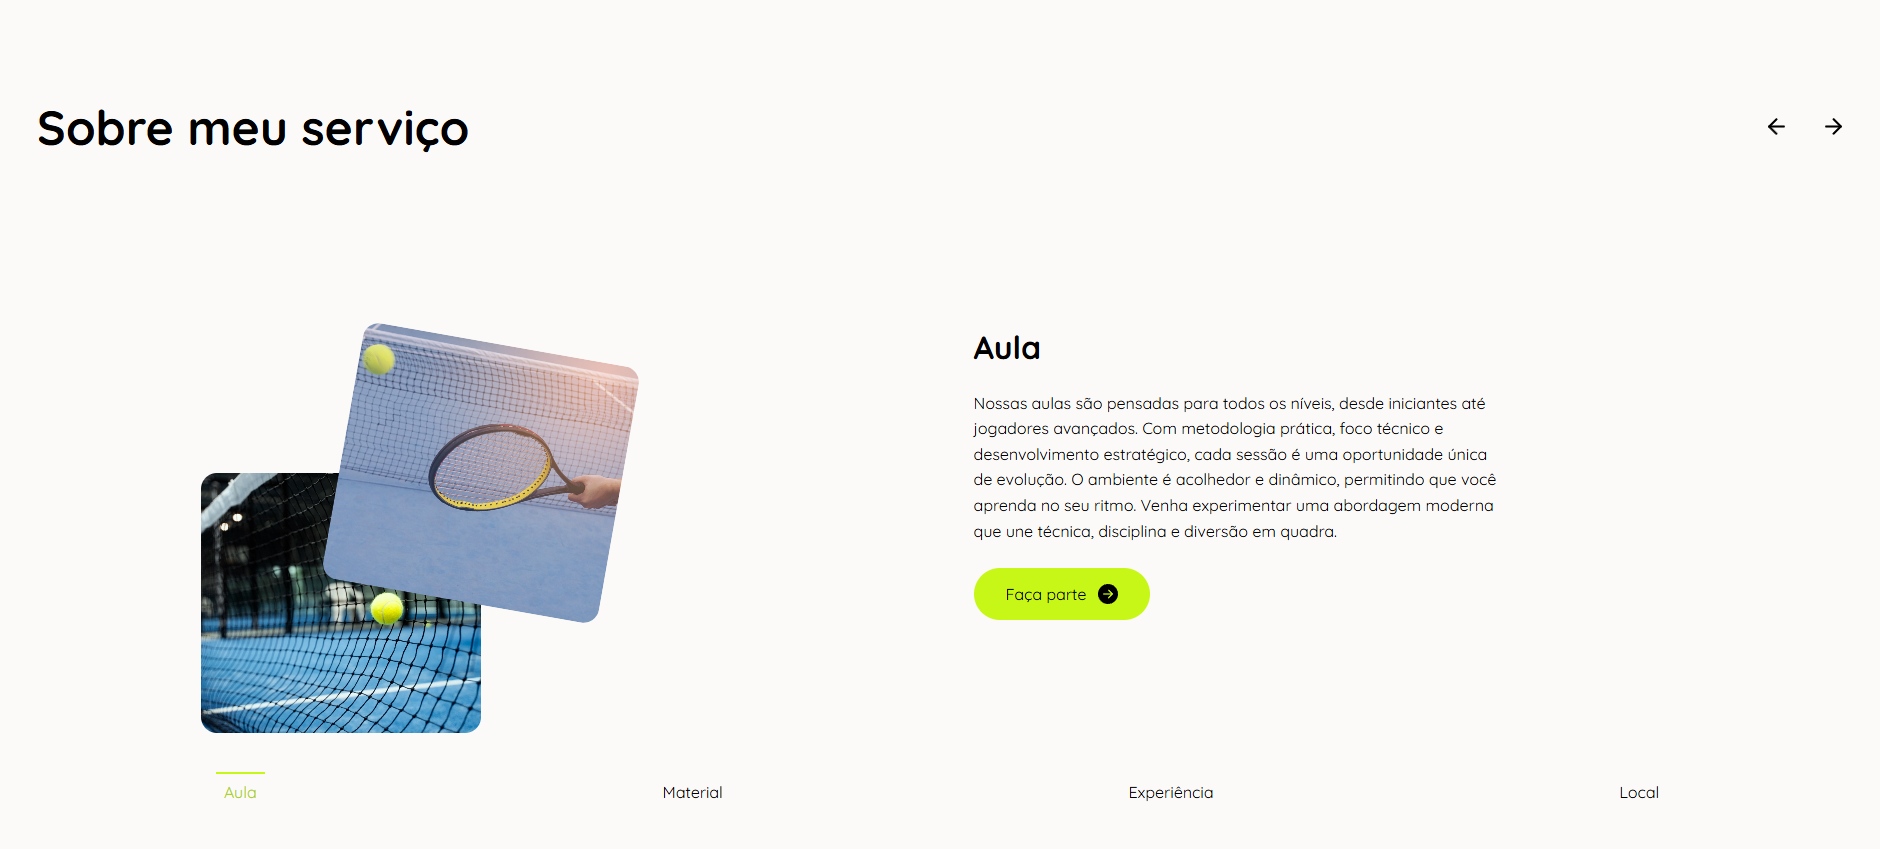 Sobre meu serviço
Aula
Nossas aulas são pensadas para todos os níveis, desde iniciantes até
jogadores avançados. Com metodologia prática, foco técnico e
desenvolvimento estratégico, cada sessão é uma oportunidade única
de evolução. O ambiente é acolhedor e dinâmico, permitindo que você
aprenda no seu ritmo. Venha experimentar uma abordagem moderna
que une técnica, disciplina e diversão em quadra.
Faça parte
Aula
Material
Experiência
Local